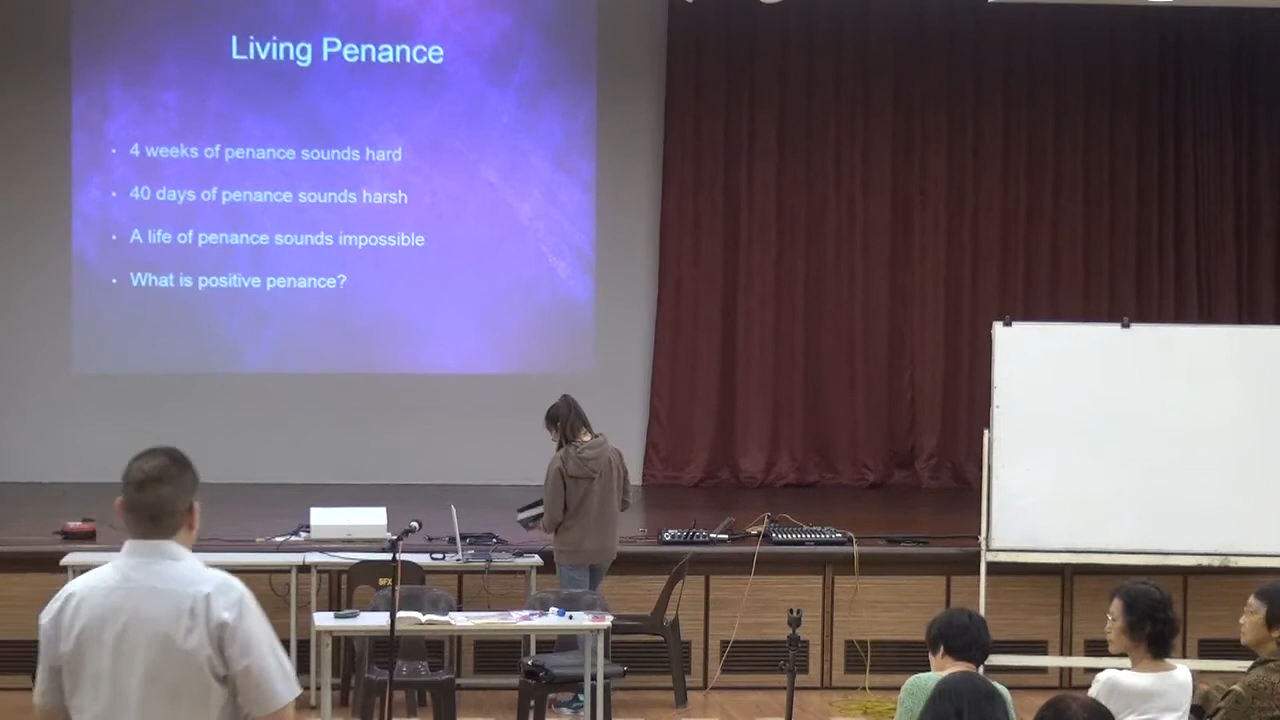 Living Penance
• 4 weeks of penance sounds hard
• 40 days of penance sounds harsh
• A life of penance sounds impossible
• What is positive penance?
SFX